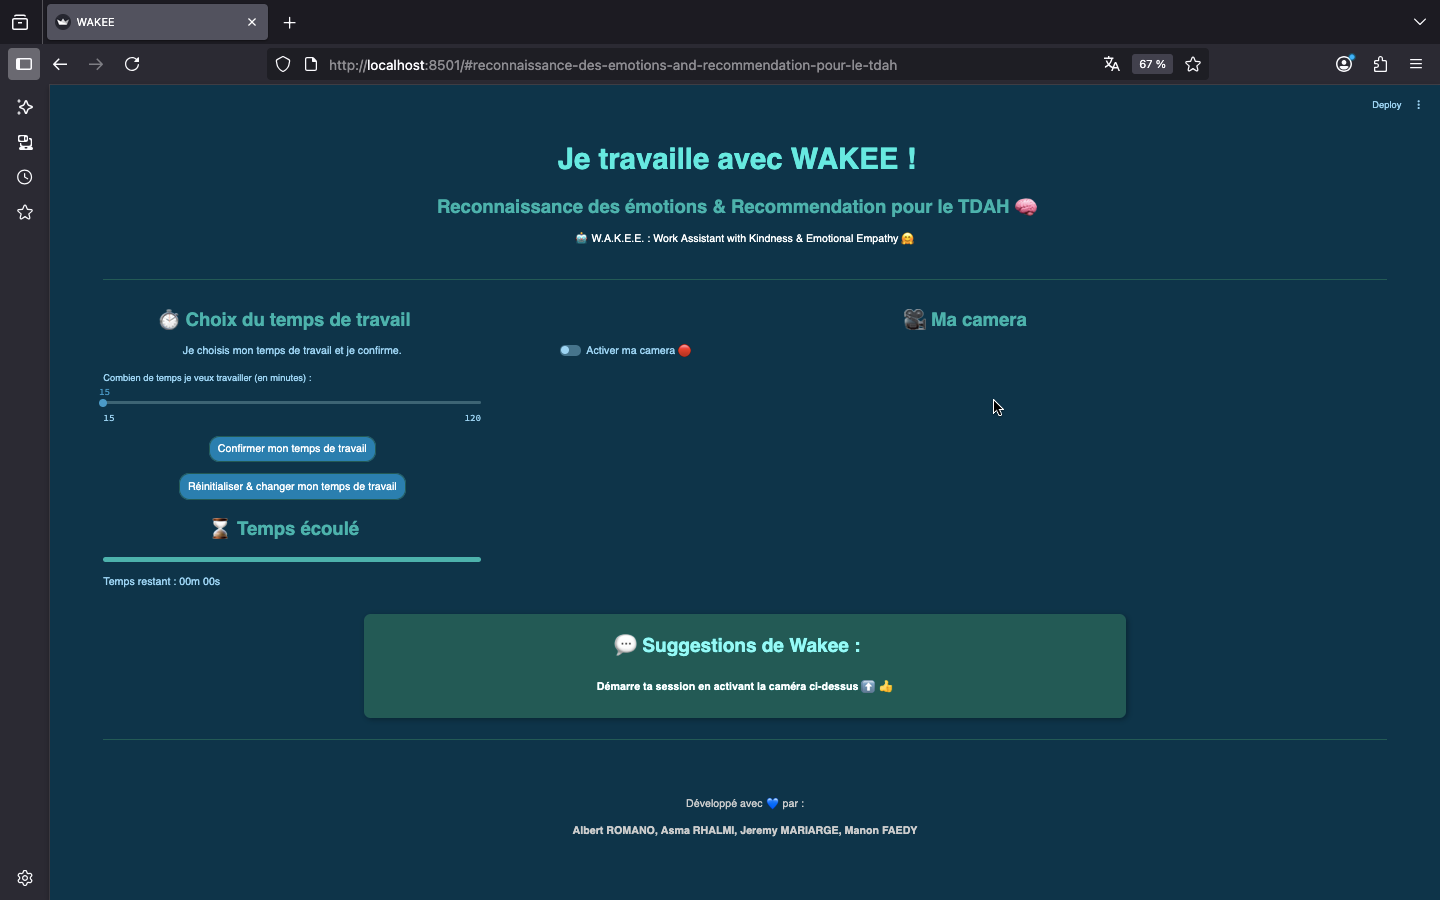 WAKEE
http://localhost:8501/#reconnaissance-des-emotions-and-recommendation-pour-le-tdah
67 %
Deploy
Je travaille avec WAKEE !
Reconnaissance des émotions & Recommendation pour le TDAH 🧠
🤖 W.A.K.E.E. : Work Assistant with Kindness & Emotional Empathy 🤗
⏱️ Choix du temps de travail
Je choisis mon temps de travail et je confirme.
Combien de temps je veux travailler (en minutes) :
15
15 120
Confirmer mon temps de travail
Réinitialiser & changer mon temps de travail
⏳ Temps écoulé
Temps restant : 00m 00s
🎥 Ma camera
Activer ma camera 🔴
💬 Suggestions de Wakee :
Démarre ta session en activant la caméra ci-dessus ⬆️ 👍
Développé avec 💙 par :
Albert ROMANO, Asma RHALMI, Jeremy MARIARGE, Manon FAEDY